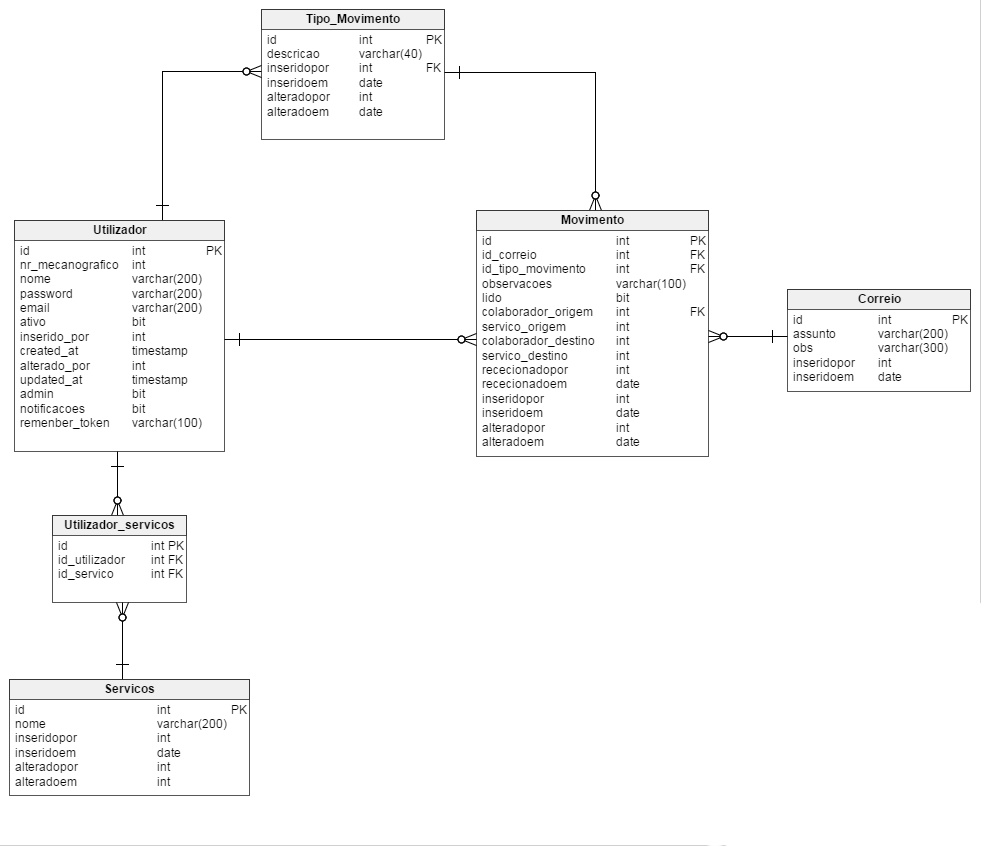 Tipo_Movimento
id int PK
descricao varchar(40)
inseridopor int FK
inseridoem date
alteradopor int
alteradoem date
Utilizador
id int PK
nr_mecanografico int
nome varchar(200)
password varchar(200)
email varchar(200)
ativo bit
inserido_por int
created_at timestamp
alterado_por int
updated_at timestamp
admin bit
notificacoes bit
remenber_token varchar(100)
Movimento
id int PK
id_correio int FK
id_tipo_movimento int FK
observacoes varchar(100)
lido bit
colaborador_origem int FK
servico_origem int
colaborador_destino int
servico_destino int
rececionadopor int
rececionadoem date
inseridopor int
inseridoem date
alteradopor int
alteradoem date
Correio
id int PK
assunto varchar(200)
obs varchar(300)
inseridopor int
inseridoem date
Utilizador_servicos
id int PK
id_utilizador int FK
id_servico int FK
Servicos
id int PK
nome varchar(200)
inseridopor int
inseridoem date
alteradopor int
alteradoem int